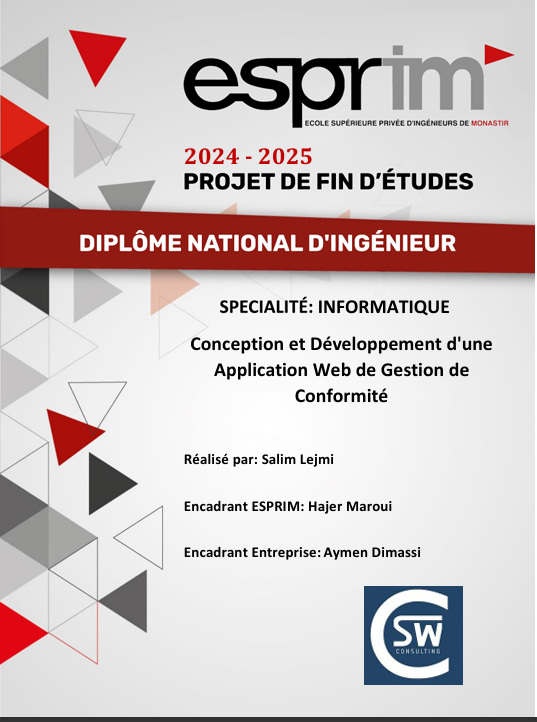 esprim
ECOLE SUPÉRIEURE PRIVÉE D'INGÉNIEURS DE MONASTIR
2024 - 2025
PROJET DE FIN D'ÉTUDES
DIPLÔME NATIONAL D'INGÉNIEUR
SPECIALITÉ: INFORMATIQUE
Conception et Développement d'une
Application Web de Gestion de
Conformité
Réalisé par: Salim Lejmi
Encadrant ESPRIM: Hajer Maroui
Encadrant Entreprise: Aymen Dimassi
C
SW
CONSULTING